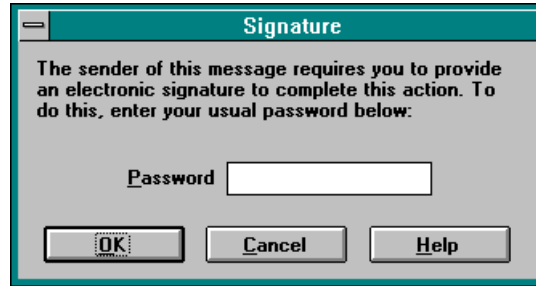 Signature
The sender of this message requires you to provide
an electronic signature to complete this action. To
do this, enter your usual password below:
Password
OK Cancel Help